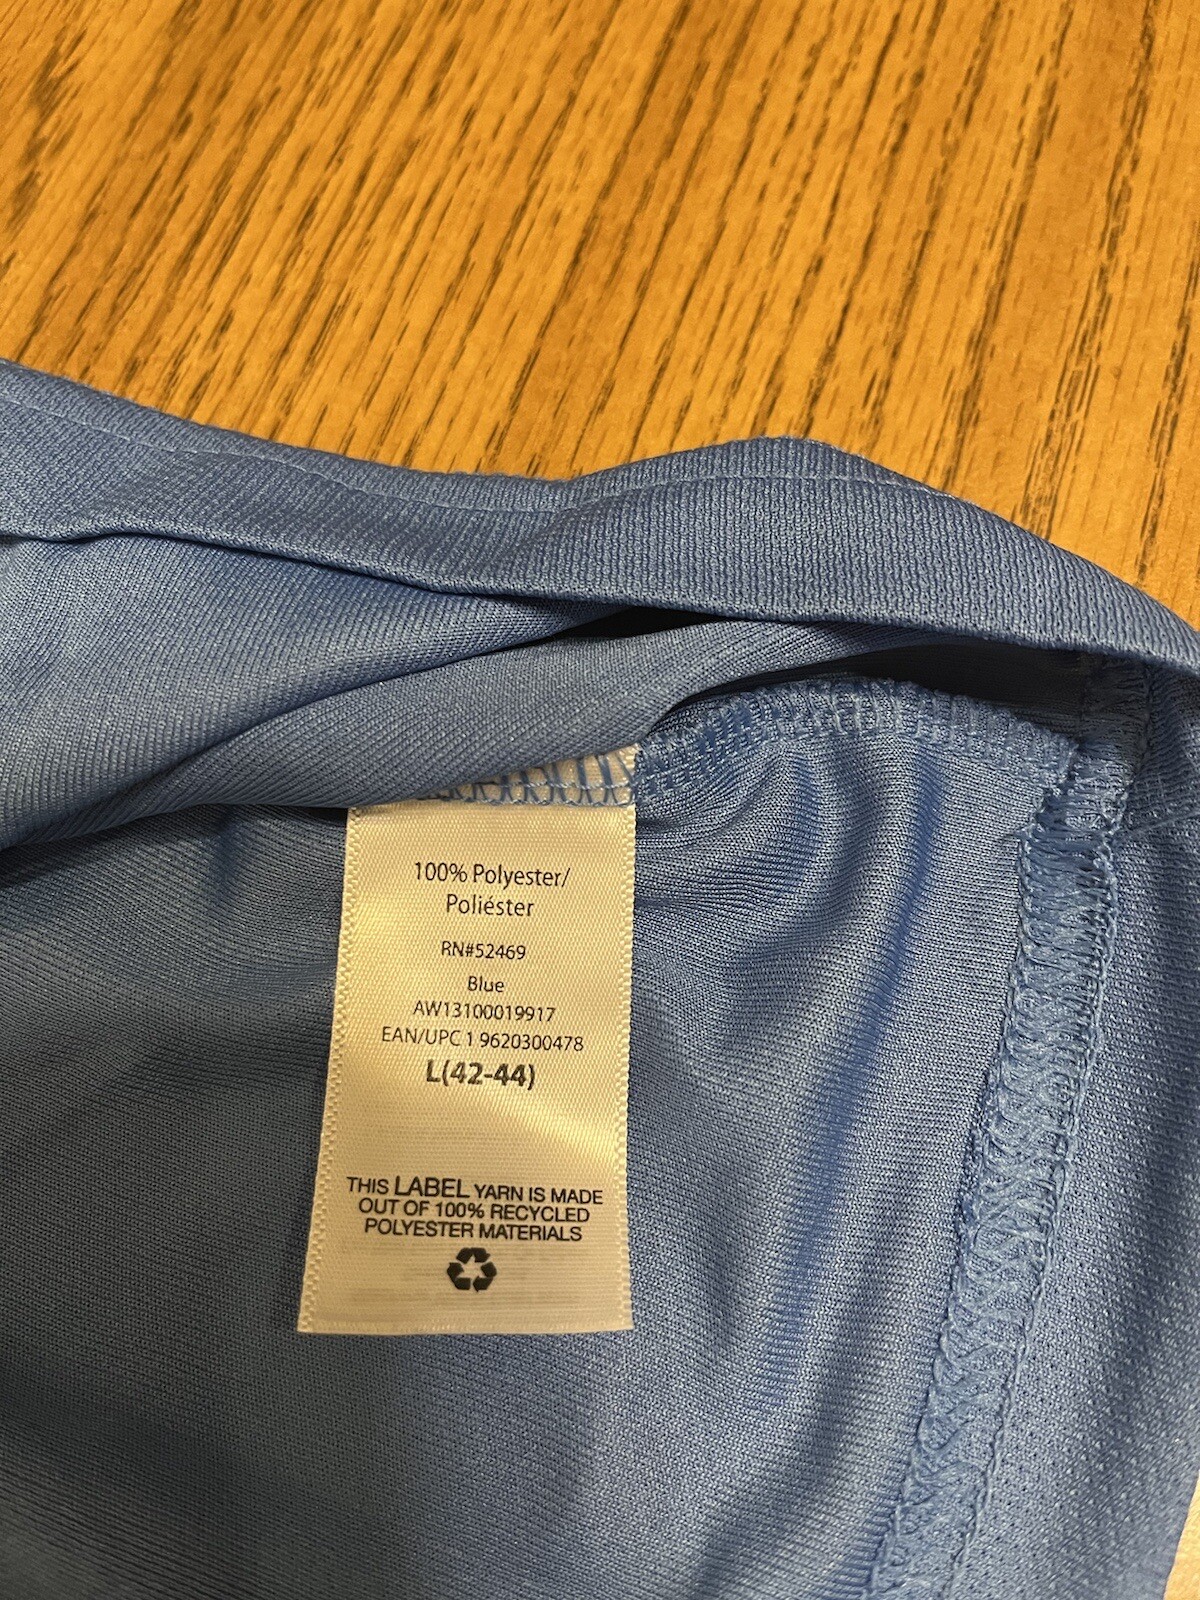 100% Polyester/
Poliéster
RN#52469
Blue
AW13100019917
EAN/UPC 1 9620300478
L(42-44)
THIS LABEL YARN IS MADE
OUT OF 100% RECYCLED
POLYESTER MATERIALS